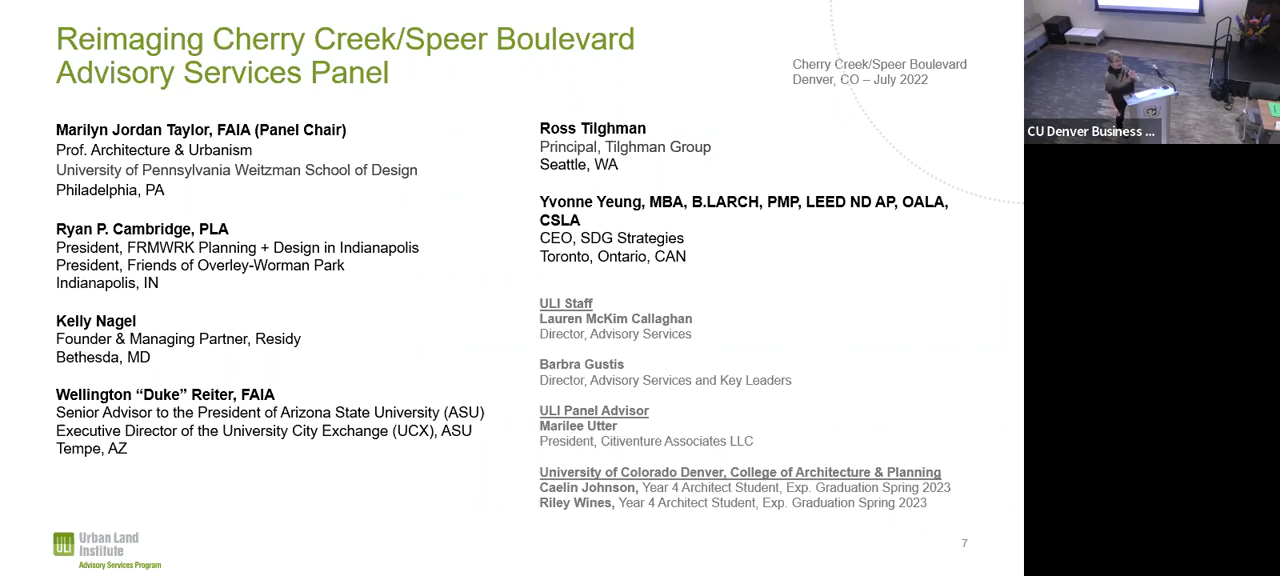 Reimaging Cherry Creek/Speer Boulevard
Advisory Services Panel
Cherry Creek/Speer Boulevard
Denver, CO – July 2022
Marilyn Jordan Taylor, FAIA (Panel Chair)
Prof. Architecture & Urbanism
University of Pennsylvania Weitzman School of Design
Philadelphia, PA
Ryan P. Cambridge, PLA
President, FRMWRK Planning + Design in Indianapolis
President, Friends of Overley-Worman Park
Indianapolis, IN
Kelly Nagel
Founder & Managing Partner, Residy
Bethesda, MD
Wellington “Duke” Reiter, FAIA
Senior Advisor to the President of Arizona State University (ASU)
Executive Director of the University City Exchange (UCX), ASU
Tempe, AZ
Ross Tilghman
Principal, Tilghman Group
Seattle, WA
Yvonne Yeung, MBA, B.LARCH, PMP, LEED ND AP, OALA,
CSLA
CEO, SDG Strategies
Toronto, Ontario, CAN
ULI Staff
Lauren McKim Callaghan
Director, Advisory Services
Barbra Gustis
Director, Advisory Services and Key Leaders
ULI Panel Advisor
Marilee Utter
President, Citiventure Associates LLC
University of Colorado Denver, College of Architecture & Planning
Caelin Johnson, Year 4 Architect Student, Exp. Graduation Spring 2023
Riley Wines, Year 4 Architect Student, Exp. Graduation Spring 2023
ULI Urban Land
Institute
Advisory Services Program
7
CU Denver Business ...